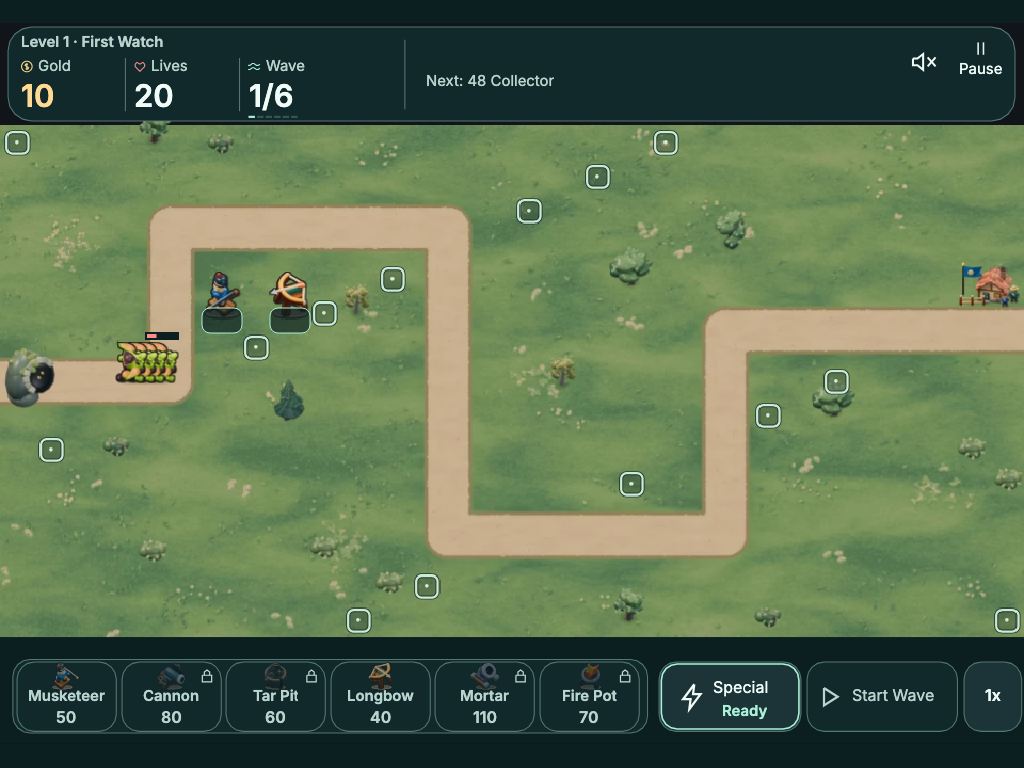 Level 1 · First Watch
Gold
10
Lives
20
Wave
1/6
Next: 48 Collector
Pause
Musketeer
50
Cannon
80
Tar Pit
60
Longbow
40
Mortar
110
Fire Pot
70
Special
Ready
Start Wave
1x